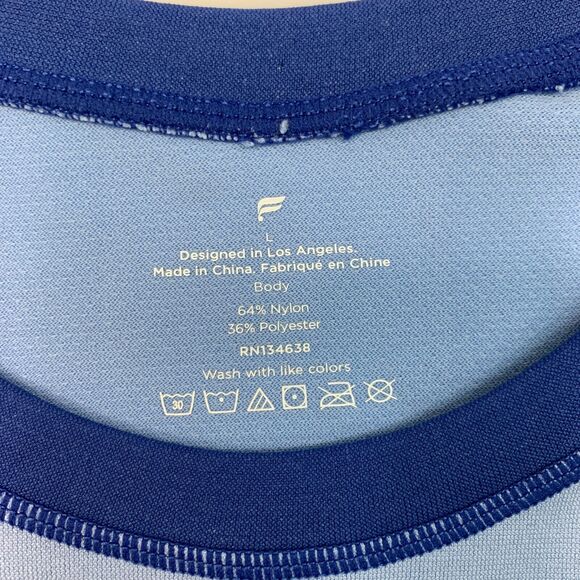 L
Designed in Los Angeles.
Made in China. Fabriqué en Chine
Body
64% Nylon
36% Polyester
RN134638
Wash with like colors
30